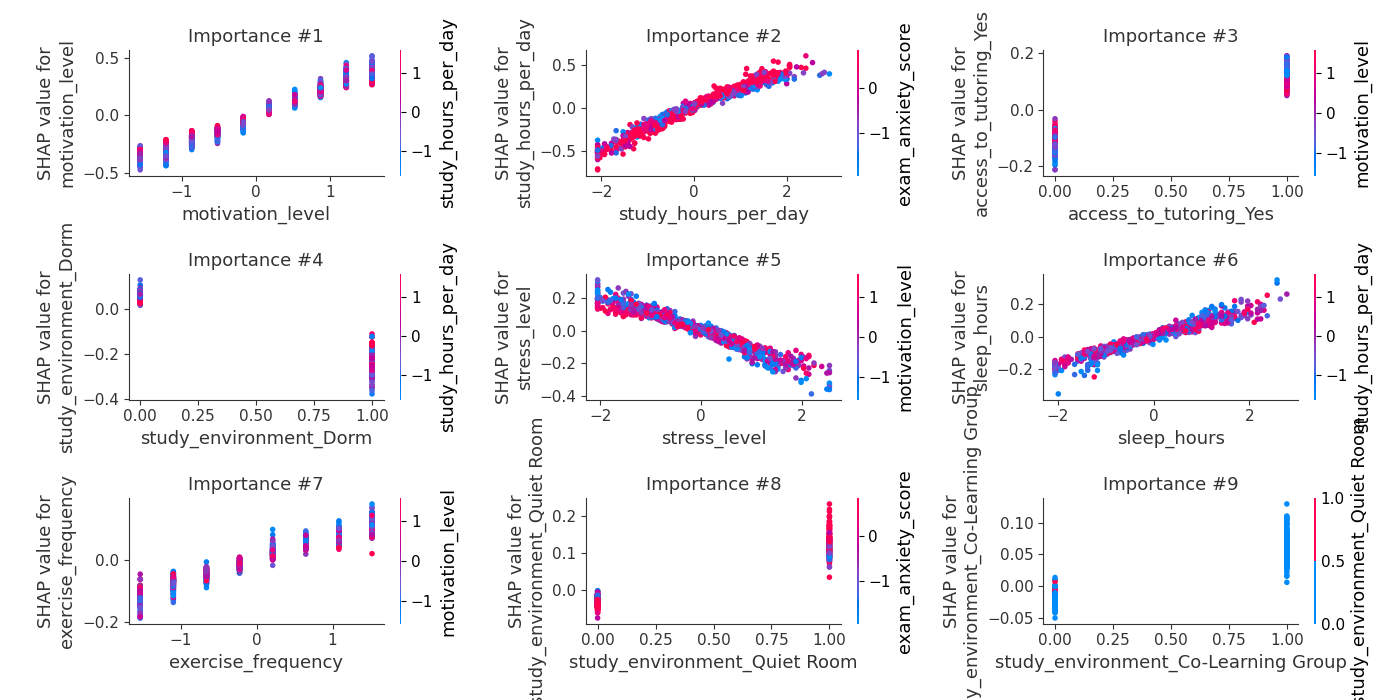 Importance #1
SHAP value for
motivation_level
0.5
0.0
−0.5
−1
0
1
motivation_level
1
0
−1
study_hours_per_day
Importance #2
SHAP value for
study_hours_per_day
0.5
0.0
−0.5
−2
0
2
study_hours_per_day
0
−1
exam_anxiety_score
Importance #3
SHAP value for
access_to_tutoring_Yes
0.2
0.0
−0.2
0.00
0.25
0.50
0.75
1.00
access_to_tutoring_Yes
1
0
−1
motivation_level
Importance #4
SHAP value for
study_environment_Dorm
0.0
−0.2
−0.4
0.00
0.25
0.50
0.75
1.00
study_environment_Dorm
1
0
−1
study_hours_per_day
Importance #5
SHAP value for
stress_level
0.2
0.0
−0.2
−0.4
−2
0
2
stress_level
1
0
−1
motivation_level
Importance #6
SHAP value for
sleep_hours
0.2
0.0
−0.2
−2
0
2
sleep_hours
1
0
−1
study_hours_per_day
Importance #7
SHAP value for
exercise_frequency
0.0
−0.2
−1
0
1
exercise_frequency
1
0
−1
motivation_level
Importance #8
SHAP value for
study_environment_Quiet Room
0.2
0.1
0.0
0.00
0.25
0.50
0.75
1.00
study_environment_Quiet Room
0
−1
exam_anxiety_score
Importance #9
SHAP value for
y_environment_Co-Learning Group
0.10
0.05
0.00
−0.05
0.00
0.25
0.50
0.75
1.00
study_environment_Co-Learning Group
1.0
0.5
0.0
study_environment_Quiet Room